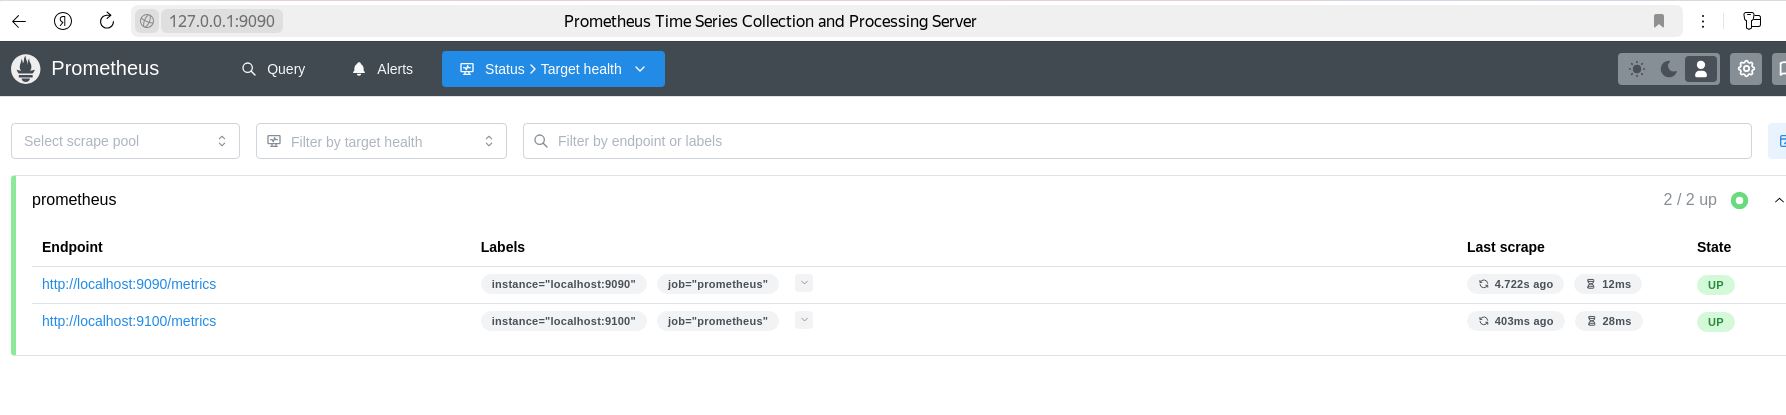 Я 127.0.0.1:9090 Prometheus Time Series Collection and Processing Server
Prometheus Query Alerts Status > Target health
Select scrape pool Filter by target health Filter by endpoint or labels
prometheus 2 / 2 up
Endpoint Labels Last scrape State
http://localhost:9090/metrics instance="localhost:9090" job="prometheus" 4.722s ago 12ms UP
http://localhost:9100/metrics instance="localhost:9100" job="prometheus" 403ms ago 28ms UP